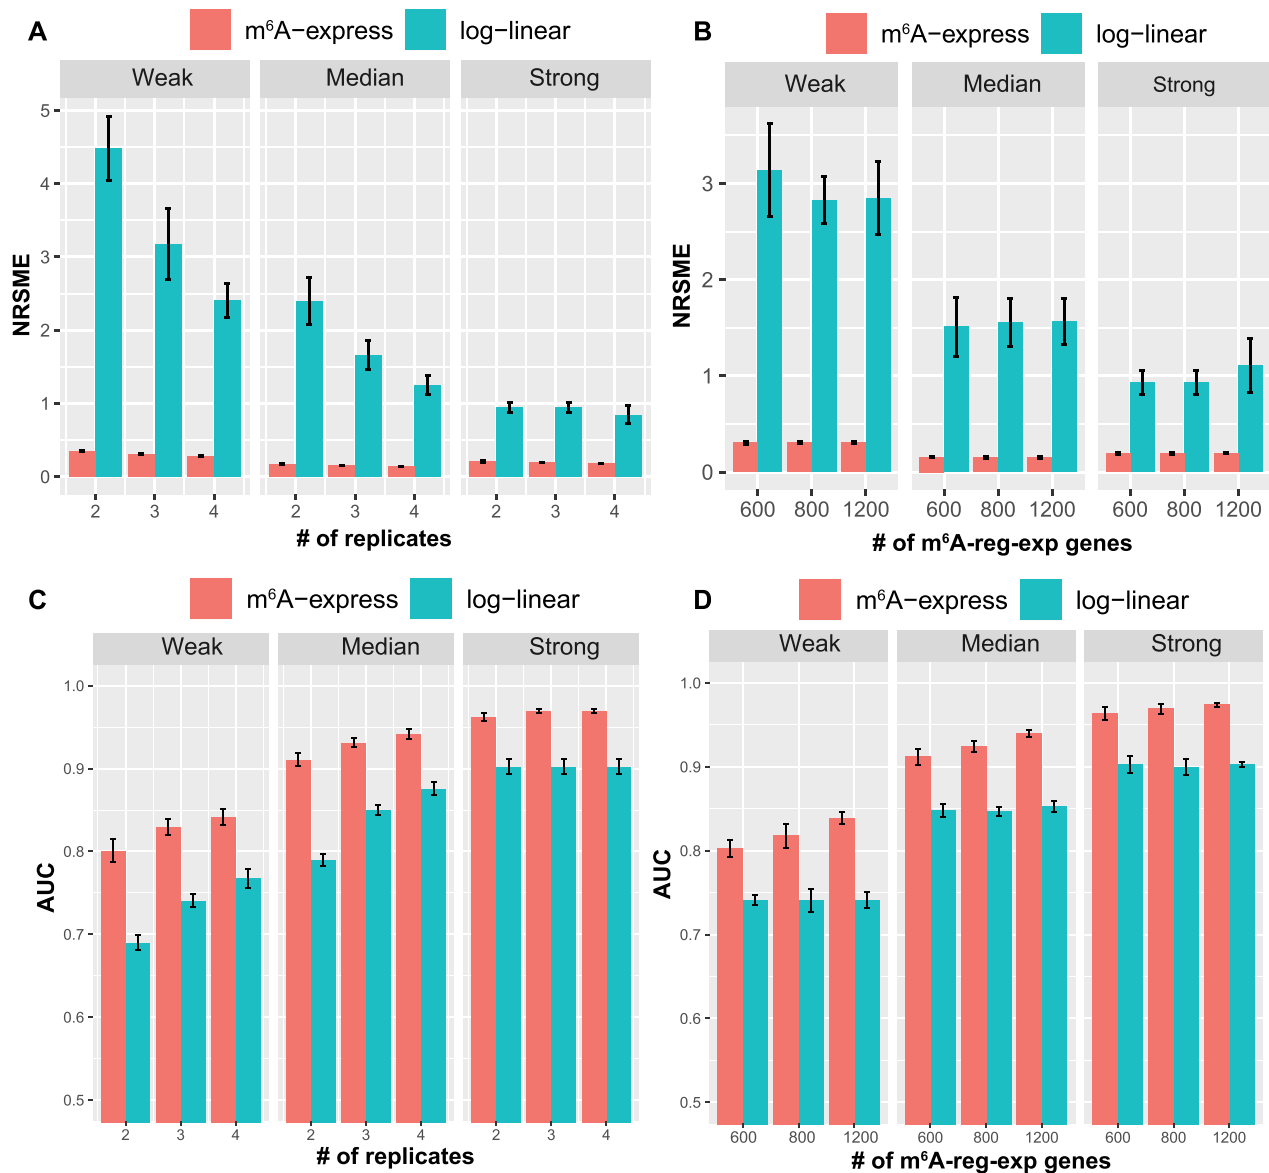 A
m⁶A−express log−linear
Weak Median Strong
5
4
3
2
1
0
NRSME
2 3 4 2 3 4 2 3 4
# of replicates
B
m⁶A−express log−linear
Weak Median Strong
3
2
1
0
NRSME
600 800 1200 600 800 1200 600 800 1200
# of m⁶A-reg-exp genes
C
m⁶A−express log−linear
Weak Median Strong
1.0
0.9
0.8
0.7
0.6
0.5
AUC
2 3 4 2 3 4 2 3 4
# of replicates
D
m⁶A−express log−linear
Weak Median Strong
1.0
0.9
0.8
0.7
0.6
0.5
AUC
600 800 1200 600 800 1200 600 800 1200
# of m⁶A-reg-exp genes